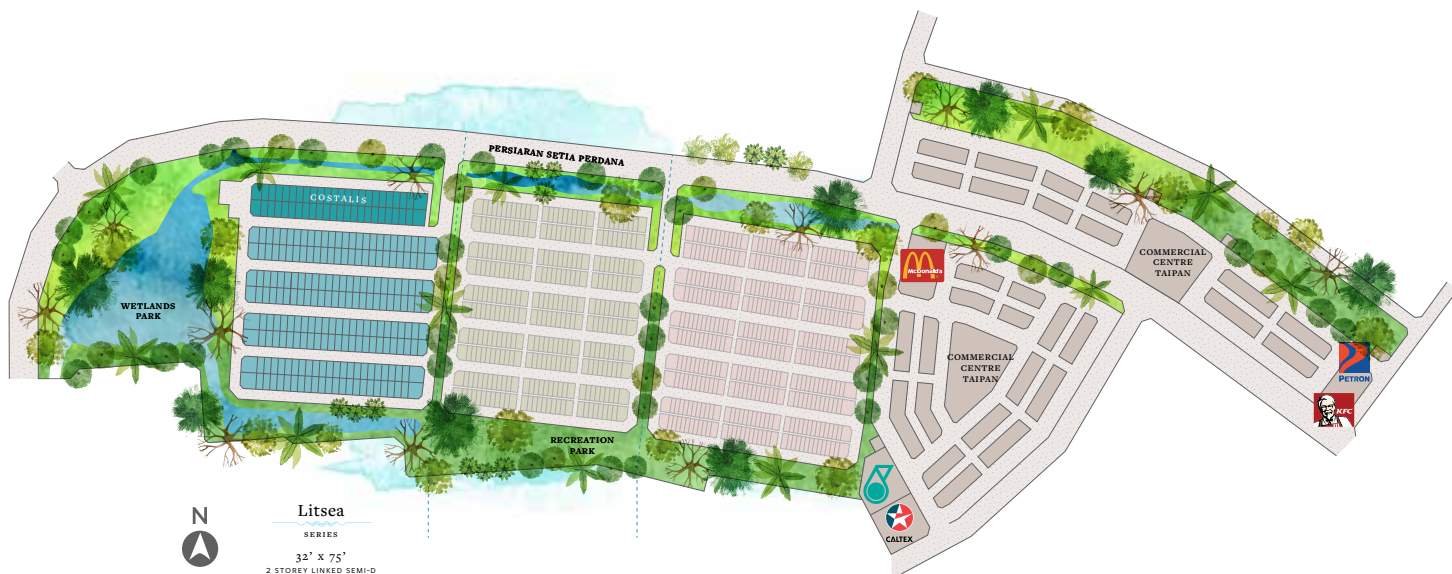 PERSIARAN SETIA PERDANA
COSTALIS
McDonald's
COMMERCIAL
CENTRE
TAIPAN
WETLANDS
PARK
COMMERCIAL
CENTRE
TAIPAN
PETRON
KFC
RECREATION
PARK
CALTEX
N
Litsea
SERIES
32' x 75'
2 STOREY LINKED SEMI-D